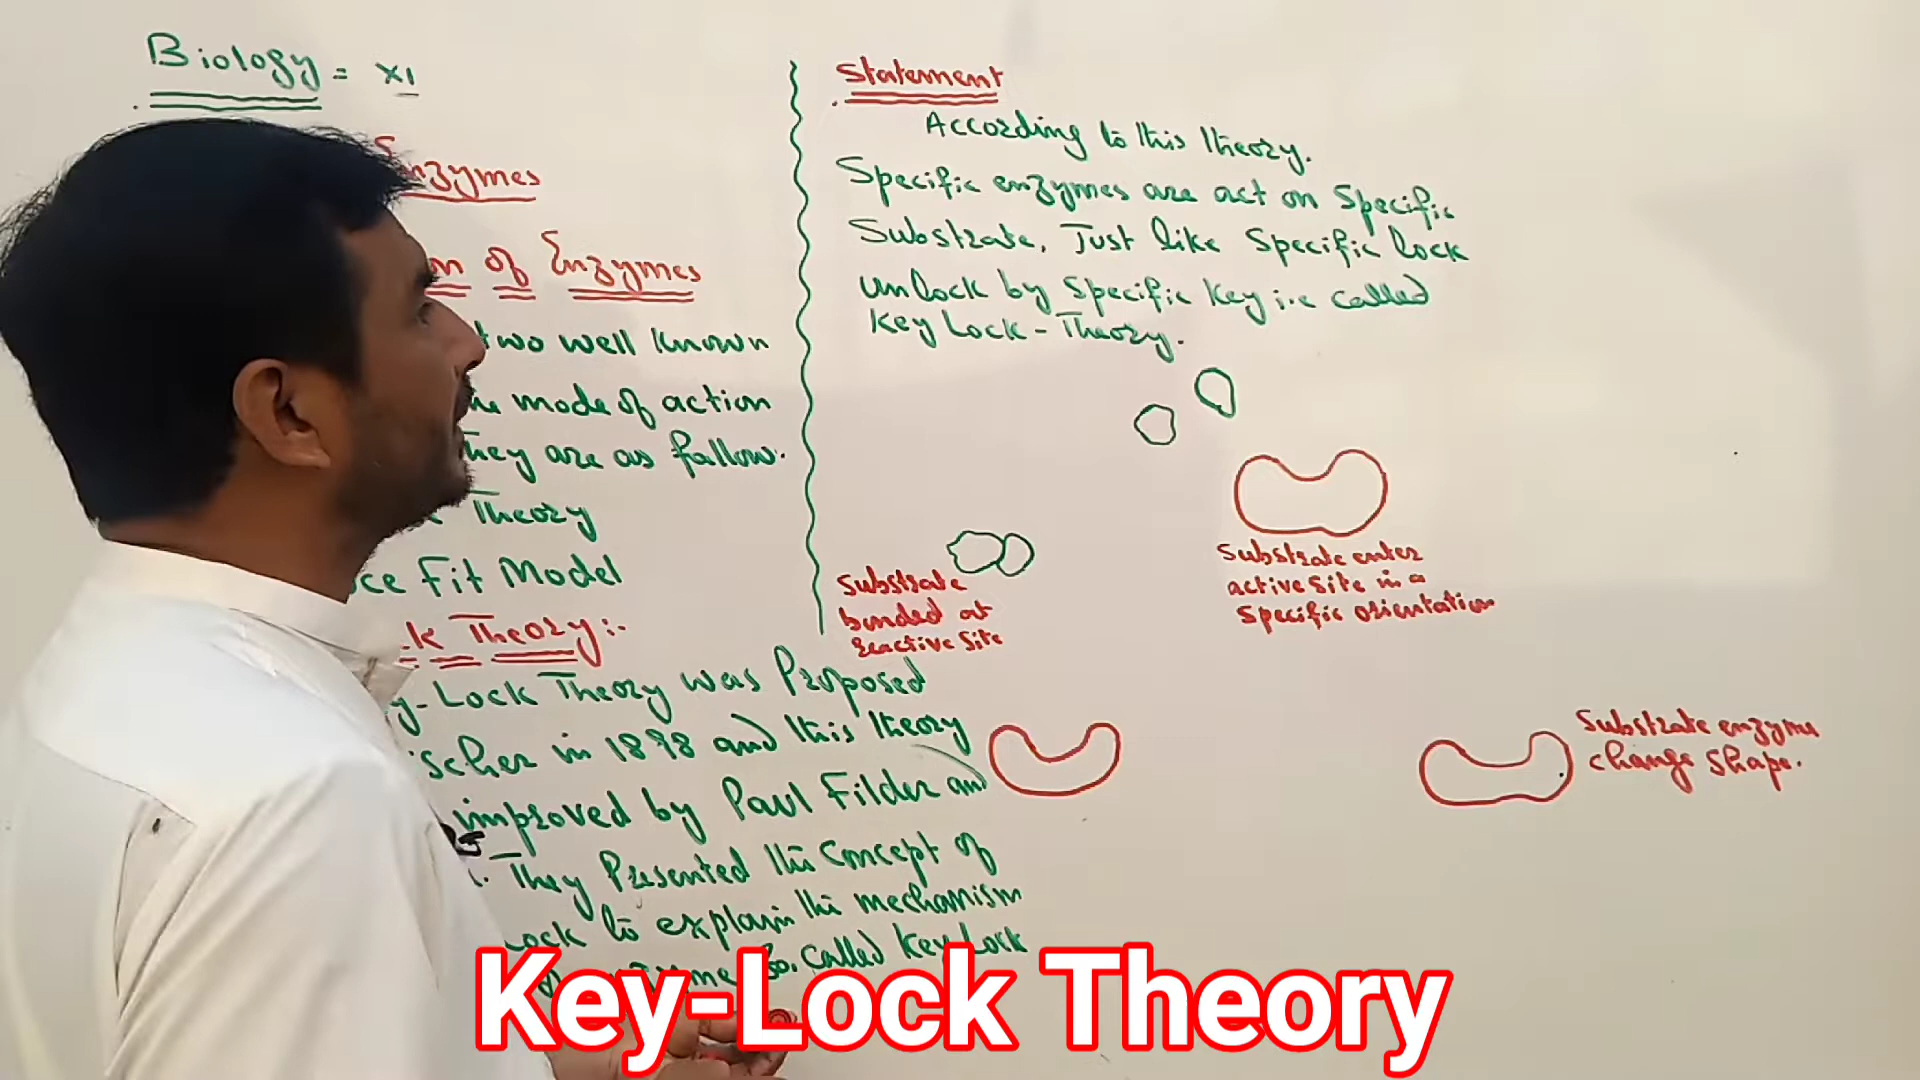 Biology = XI
Enzymes
of Enzymes
two well known
mode of action
They are as fallow.
Theory
Fit Model
Theory:-
Lock Theory was Proposed
in 1898 and this theory
improved by Paul Filder and
They Presented the Concept of
to explain the mechanism
So. Called Key Lock
Statement
According to this theory.
Specific enzymes are act on Specific
Substrate, Just like Specific lock
unlock by Specific Key i.e called
Key Lock - Theory.
Substrate enter
active Site in a
Specific orientation
Substrate
bonded at
reactive Site
Substrate enzyme
change Shape.
Key-Lock Theory